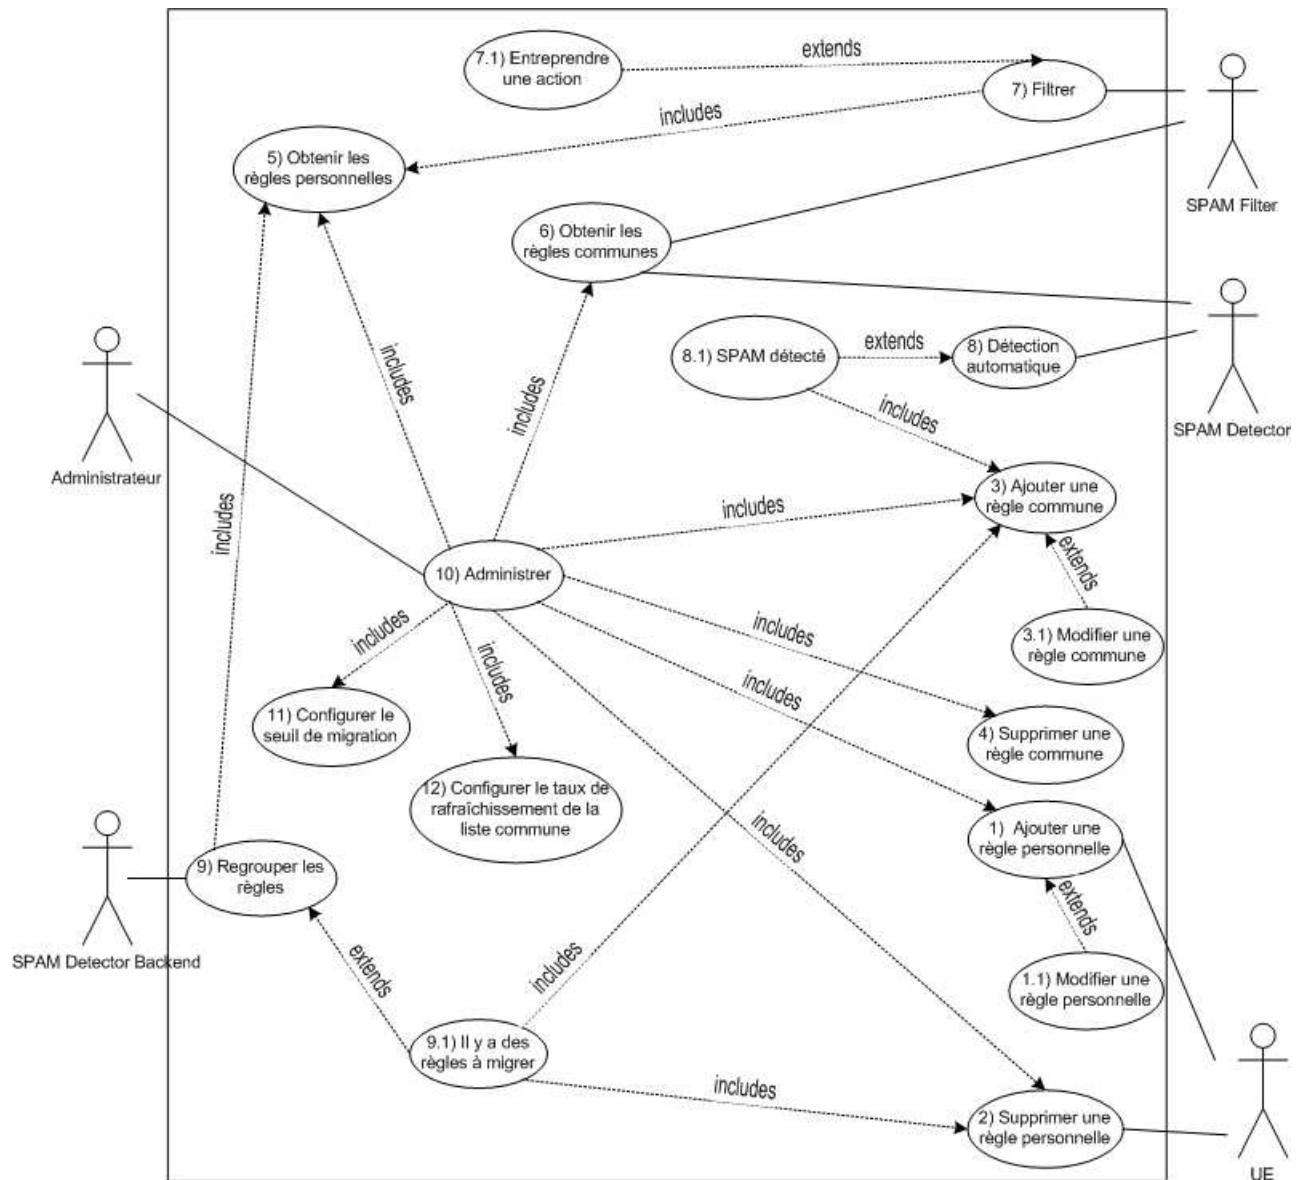 7.1) Entreprendre
une action
extends
7) Filtrer
includes
5) Obtenir les
règles personnelles
SPAM Filter
6) Obtenir les
règles communes
includes
includes
extends
8.1) SPAM détecté
8) Détection
automatique
includes
SPAM Detector
Administrateur
includes
includes
3) Ajouter une
règle commune
extends
10) Administrer
includes
includes
includes
3.1) Modifier une
règle commune
includes
11) Configurer le
seuil de migration
4) Supprimer une
règle commune
12) Configurer le taux de
rafraîchissement de la
liste commune
includes
1) Ajouter une
règle personnelle
9) Regrouper les
règles
extends
SPAM Detector Backend
extends
includes
1.1) Modifier une
règle personnelle
9.1) Il y a des
règles à migrer
includes
2) Supprimer une
règle personnelle
UE